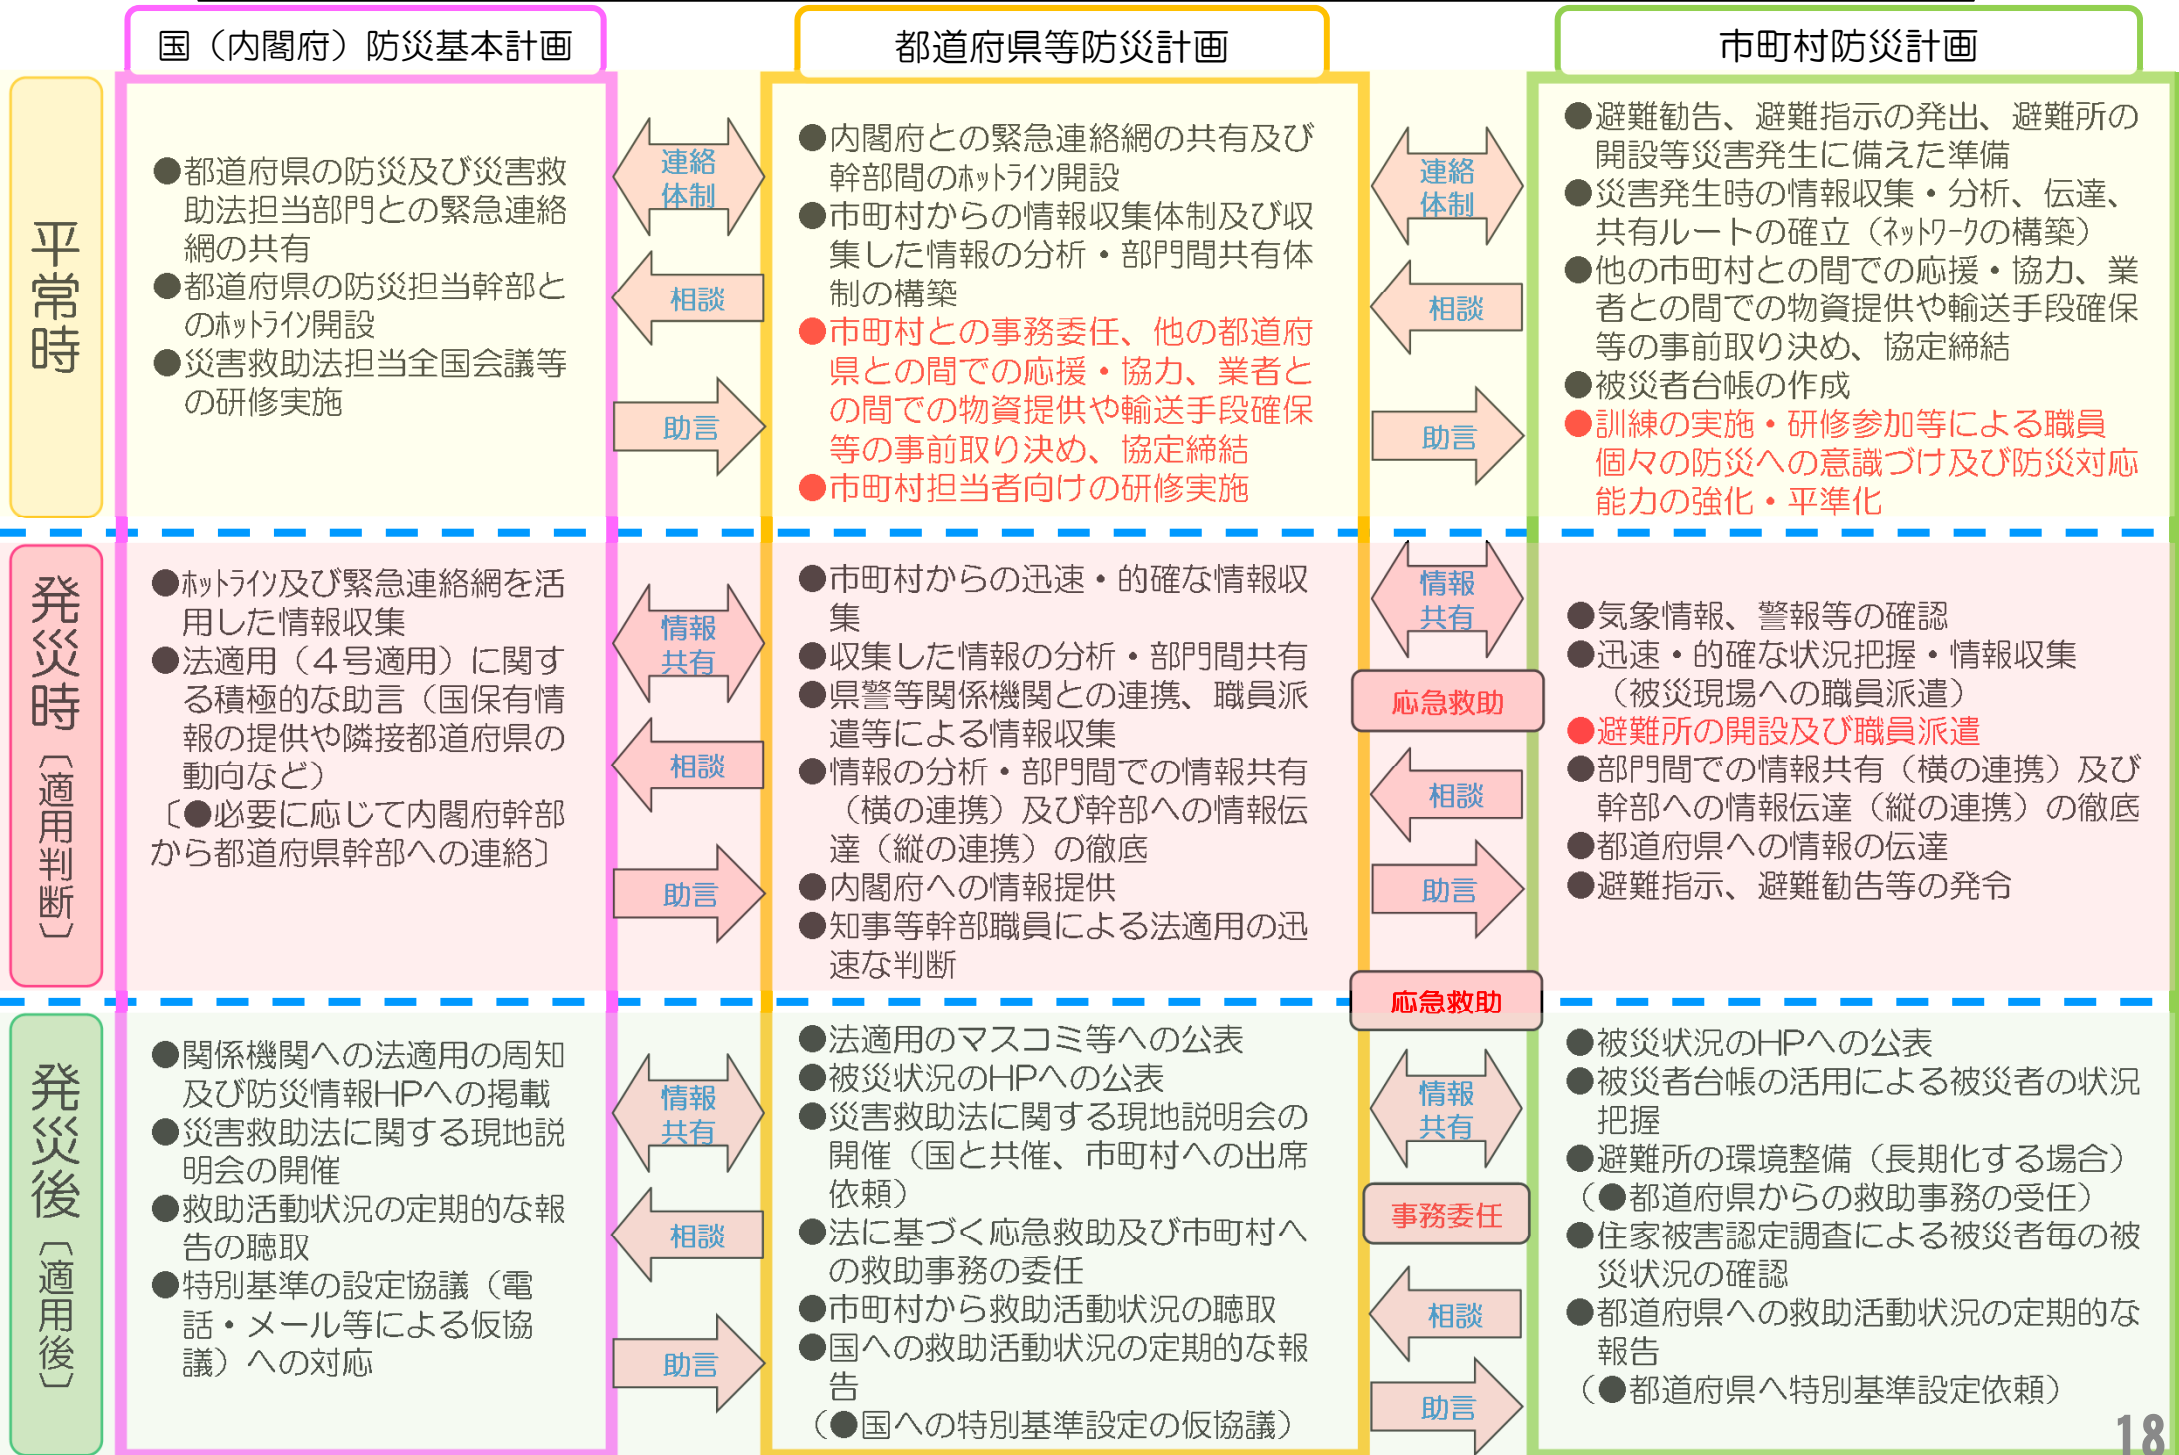 国（内閣府）防災基本計画
都道府県等防災計画
市町村防災計画
平常時
●都道府県の防災及び災害救
助法担当部門との緊急連絡
網の共有
●都道府県の防災担当幹部と
のﾎｯﾄﾗｲﾝ開設
●災害救助法担当全国会議等
の研修実施
連絡
体制
相談
助言
●内閣府との緊急連絡網の共有及び
幹部間のﾎｯﾄﾗｲﾝ開設
●市町村からの情報収集体制及び収
集した情報の分析・部門間共有体
制の構築
●市町村との事務委任、他の都道府
県との間での応援・協力、業者と
の間での物資提供や輸送手段確保
等の事前取り決め、協定締結
●市町村担当者向けの研修実施
連絡
体制
相談
助言
●避難勧告、避難指示の発出、避難所の
開設等災害発生に備えた準備
●災害発生時の情報収集・分析、伝達、
共有ルートの確立（ﾈｯﾄﾜｰｸの構築）
●他の市町村との間での応援・協力、業
者との間での物資提供や輸送手段確保
等の事前取り決め、協定締結
●被災者台帳の作成
●訓練の実施・研修参加等による職員
個々の防災への意識づけ及び防災対応
能力の強化・平準化
発災時〔適用判断〕
●ﾎｯﾄﾗｲﾝ及び緊急連絡網を活
用した情報収集
●法適用（４号適用）に関す
る積極的な助言（国保有情
報の提供や隣接都道府県の
動向など）
〔●必要に応じて内閣府幹部
から都道府県幹部への連絡〕
情報
共有
相談
助言
●市町村からの迅速・的確な情報収
集
●収集した情報の分析・部門間共有
●県警等関係機関との連携、職員派
遣等による情報収集
●情報の分析・部門間での情報共有
（横の連携）及び幹部への情報伝
達（縦の連携）の徹底
●内閣府への情報提供
●知事等幹部職員による法適用の迅
速な判断
情報
共有
応急救助
相談
助言
応急救助
●気象情報、警報等の確認
●迅速・的確な状況把握・情報収集
（被災現場への職員派遣）
●避難所の開設及び職員派遣
●部門間での情報共有（横の連携）及び
幹部への情報伝達（縦の連携）の徹底
●都道府県への情報の伝達
●避難指示、避難勧告等の発令
発災後〔適用後〕
●関係機関への法適用の周知
及び防災情報HPへの掲載
●災害救助法に関する現地説
明会の開催
●救助活動状況の定期的な報
告の聴取
●特別基準の設定協議（電
話・メール等による仮協
議）への対応
情報
共有
相談
助言
●法適用のマスコミ等への公表
●被災状況のHPへの公表
●災害救助法に関する現地説明会の
開催（国と共催、市町村への出席
依頼）
●法に基づく応急救助及び市町村へ
の救助事務の委任
●市町村から救助活動状況の聴取
●国への救助活動状況の定期的な報
告
（●国への特別基準設定の仮協議）
情報
共有
事務委任
相談
助言
●被災状況のHPへの公表
●被災者台帳の活用による被災者の状況
把握
●避難所の環境整備（長期化する場合）
（●都道府県からの救助事務の受任）
●住家被害認定調査による被災者毎の被
災状況の確認
●都道府県への救助活動状況の定期的な
報告
（●都道府県へ特別基準設定依頼）
18